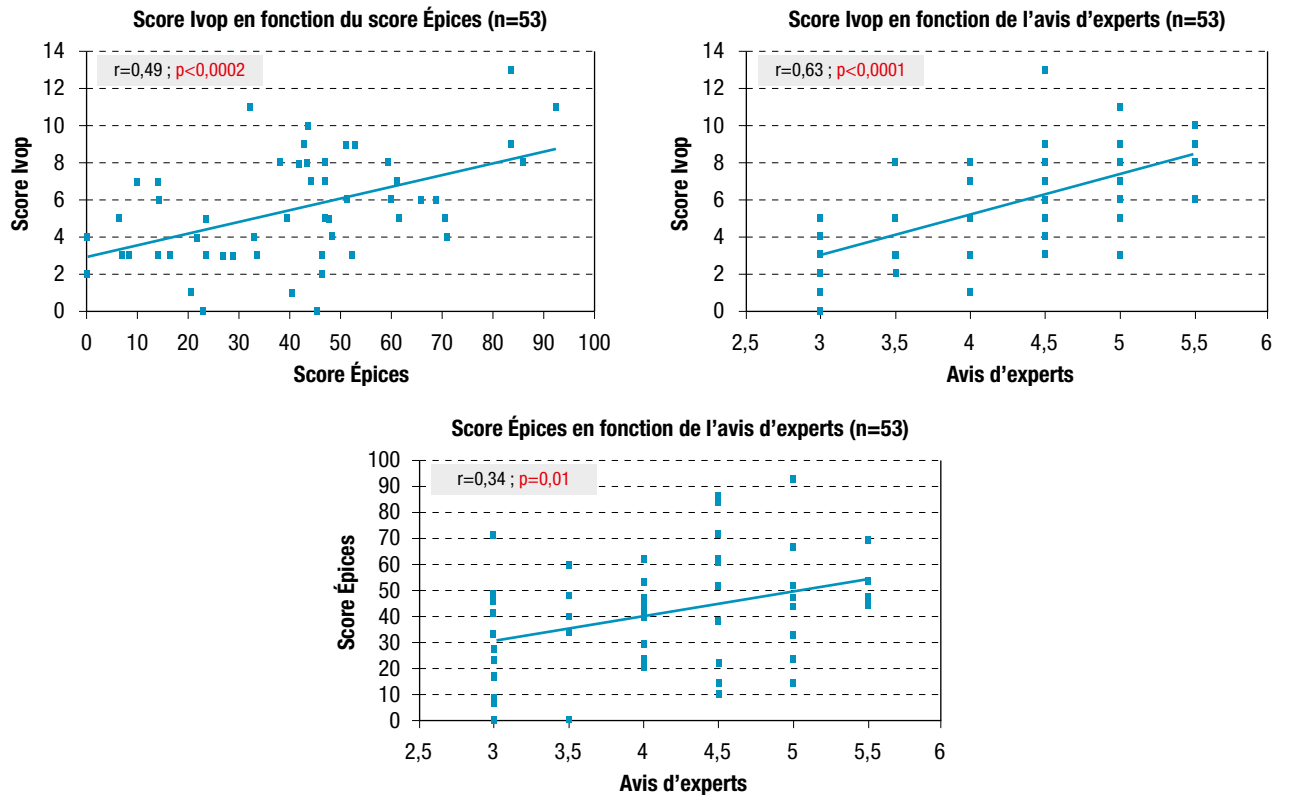 Score Ivop en fonction du score Épices (n=53)
r=0,49 ; p<0,0002
Score Ivop
14
12
10
8
6
4
2
0
0 10 20 30 40 50 60 70 80 90 100
Score Épices
Score Ivop en fonction de l’avis d’experts (n=53)
r=0,63 ; p<0,0001
Score Ivop
14
12
10
8
6
4
2
0
2,5 3 3,5 4 4,5 5 5,5 6
Avis d’experts
Score Épices en fonction de l’avis d’experts (n=53)
r=0,34 ; p=0,01
Score Épices
100
90
80
70
60
50
40
30
20
10
0
2,5 3 3,5 4 4,5 5 5,5 6
Avis d’experts